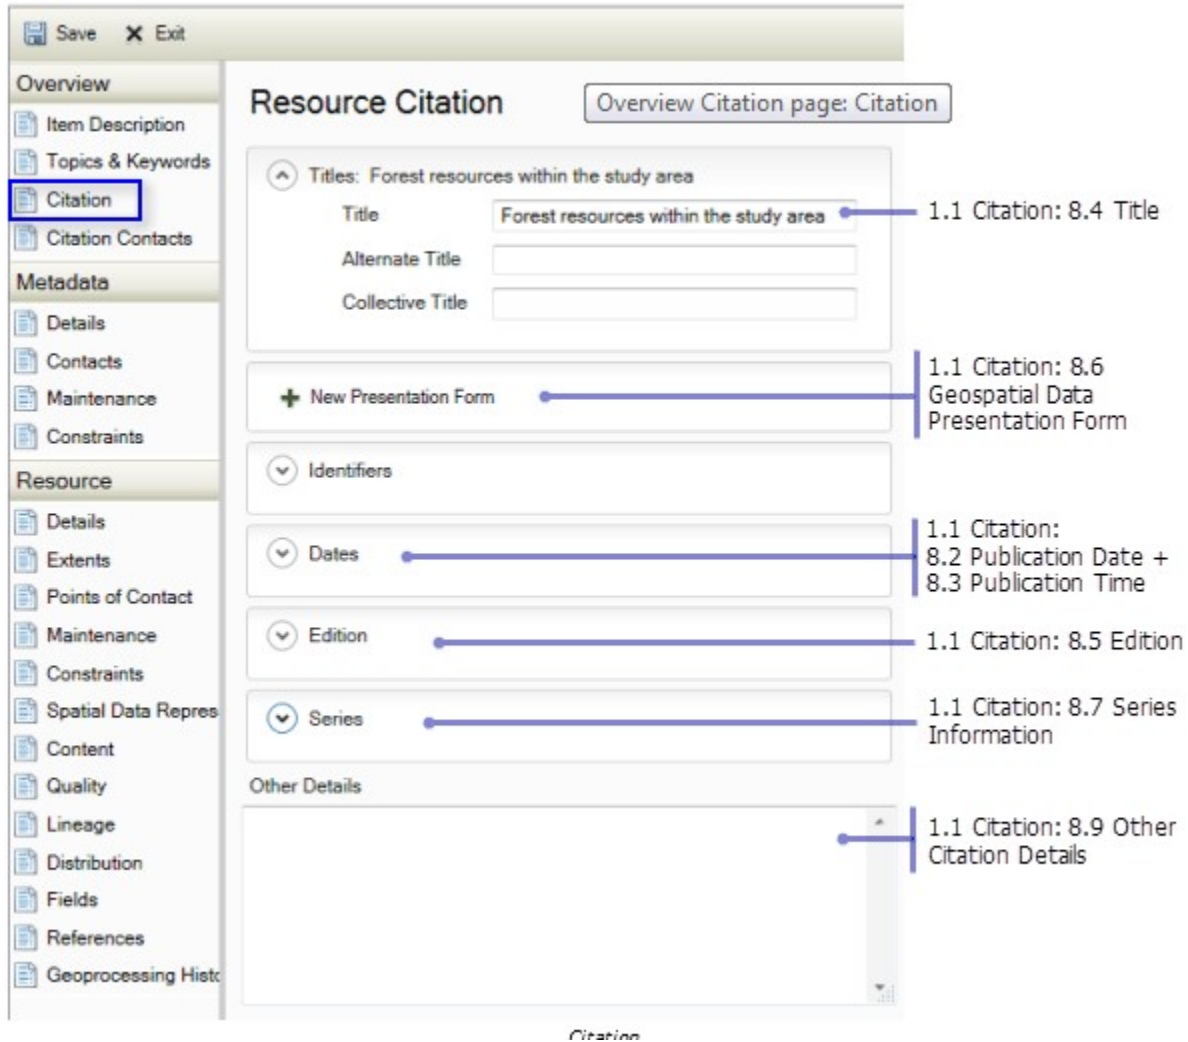 Save Exit
Overview
Item Description
Topics & Keywords
Citation
Citation Contacts
Metadata
Details
Contacts
Maintenance
Constraints
Resource
Details
Extents
Points of Contact
Maintenance
Constraints
Spatial Data Repres
Content
Quality
Lineage
Distribution
Fields
References
Geoprocessing Histo
Resource Citation
Overview Citation page: Citation
Titles: Forest resources within the study area
Title Forest resources within the study area
Alternate Title
Collective Title
New Presentation Form
Identifiers
Dates
Edition
Series
Other Details
1.1 Citation: 8.4 Title
1.1 Citation: 8.6
Geospatial Data
Presentation Form
1.1 Citation:
8.2 Publication Date +
8.3 Publication Time
1.1 Citation: 8.5 Edition
1.1 Citation: 8.7 Series
Information
1.1 Citation: 8.9 Other
Citation Details
Citation